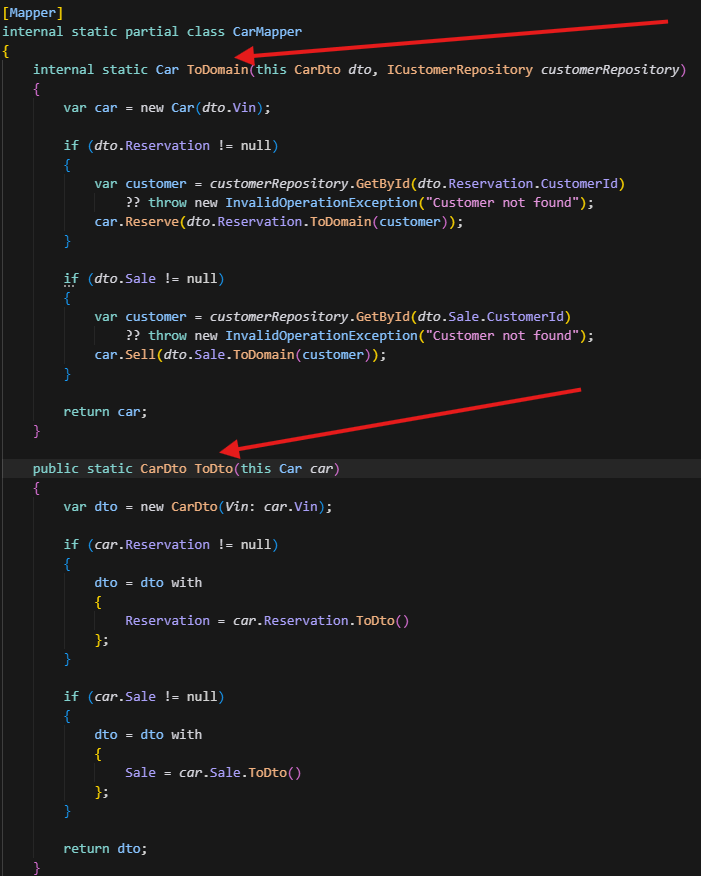 [Mapper]
internal static partial class CarMapper
{
    internal static Car ToDomain(this CarDto dto, ICustomerRepository customerRepository)
    {
        var car = new Car(dto.Vin);

        if (dto.Reservation != null)
        {
            var customer = customerRepository.GetById(dto.Reservation.CustomerId)
                ?? throw new InvalidOperationException("Customer not found");
            car.Reserve(dto.Reservation.ToDomain(customer));
        }

        if (dto.Sale != null)
        {
            var customer = customerRepository.GetById(dto.Sale.CustomerId)
                ?? throw new InvalidOperationException("Customer not found");
            car.Sell(dto.Sale.ToDomain(customer));
        }

        return car;
    }

    public static CarDto ToDto(this Car car)
    {
        var dto = new CarDto(Vin: car.Vin);

        if (car.Reservation != null)
        {
            dto = dto with
            {
                Reservation = car.Reservation.ToDto()
            };
        }

        if (car.Sale != null)
        {
            dto = dto with
            {
                Sale = car.Sale.ToDto()
            };
        }

        return dto;
    }